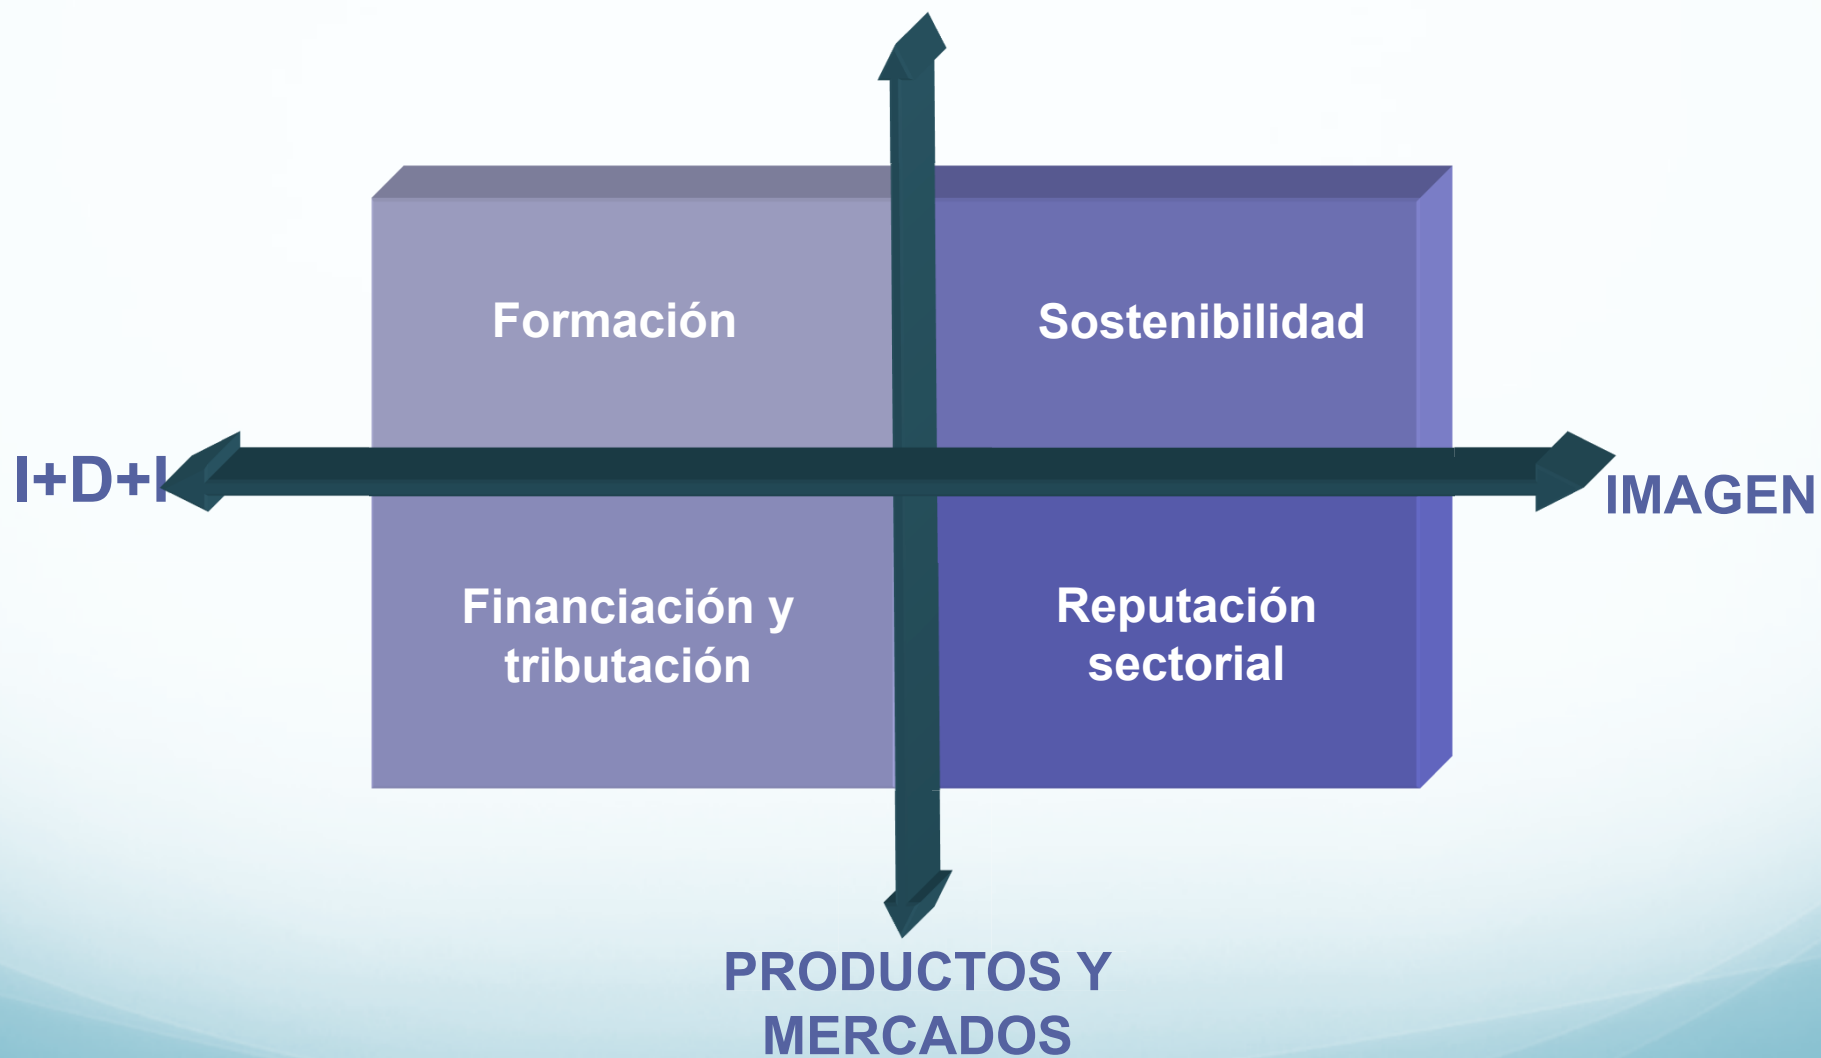 Formación
Sostenibilidad
I+D+I
IMAGEN
Financiación y
tributación
Reputación
sectorial
PRODUCTOS Y
MERCADOS